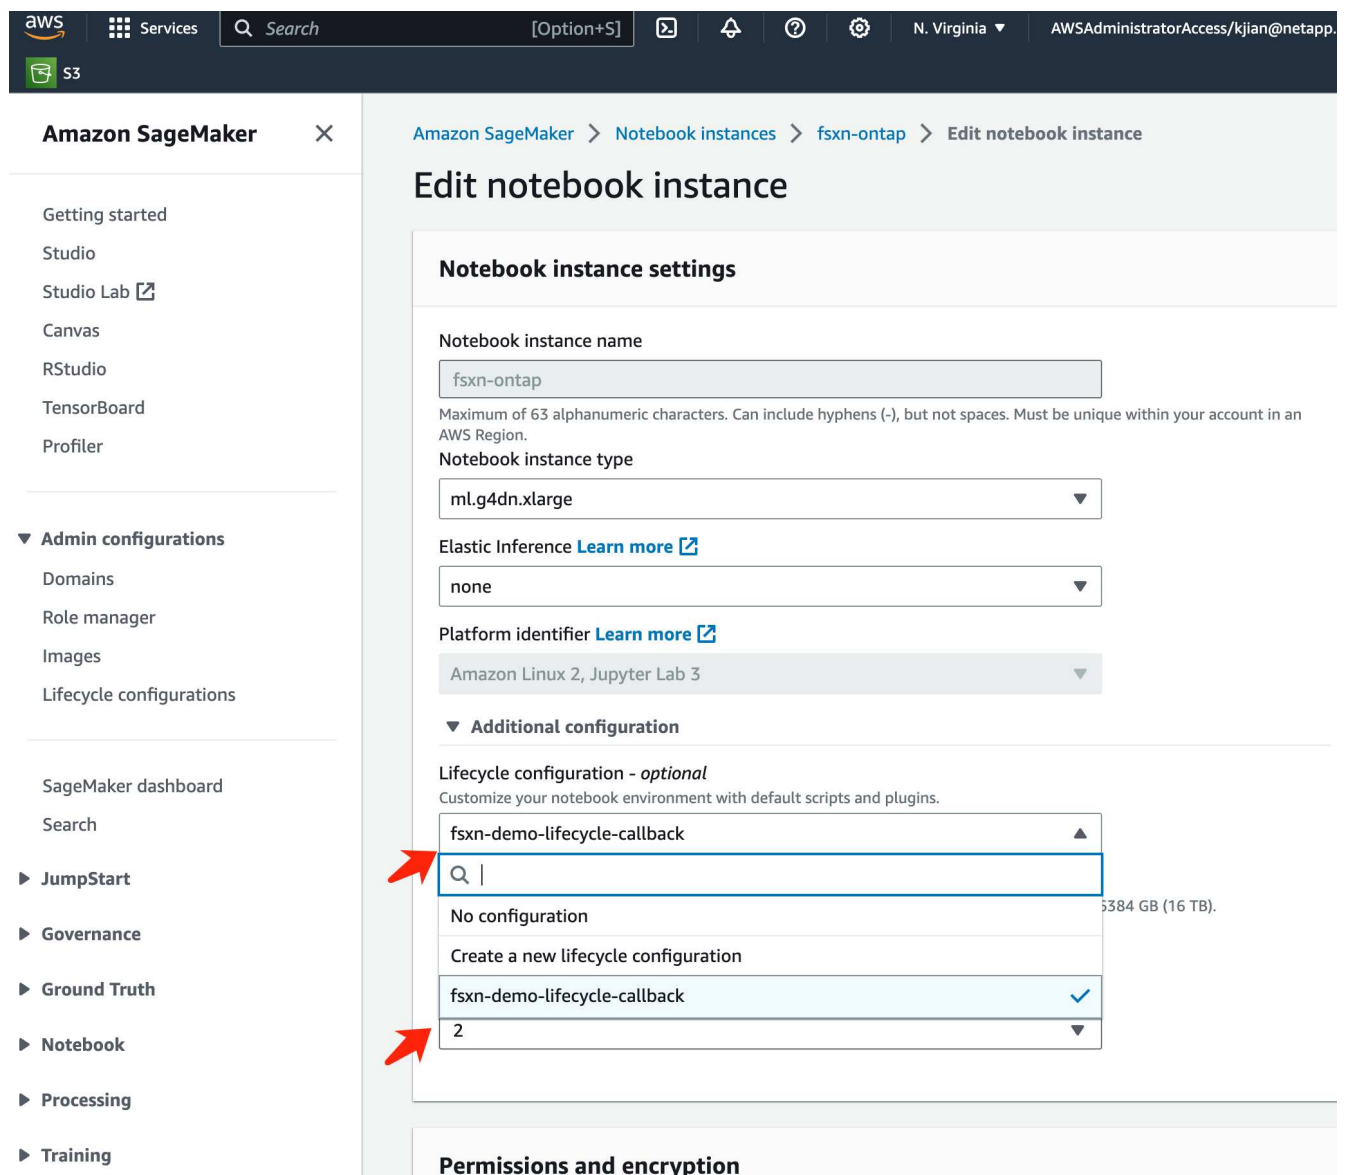 aws
Services
Search
[Option+S]
N. Virginia
AWSAdministratorAccess/kjian@netapp.
S3
Amazon SageMaker
Getting started
Studio
Studio Lab
Canvas
RStudio
TensorBoard
Profiler
Admin configurations
Domains
Role manager
Images
Lifecycle configurations
SageMaker dashboard
Search
JumpStart
Governance
Ground Truth
Notebook
Processing
Training
Amazon SageMaker > Notebook instances > fsxn-ontap > Edit notebook instance
Edit notebook instance
Notebook instance settings
Notebook instance name
fsxn-ontap
Maximum of 63 alphanumeric characters. Can include hyphens (-), but not spaces. Must be unique within your account in an
AWS Region.
Notebook instance type
ml.g4dn.xlarge
Elastic Inference Learn more
none
Platform identifier Learn more
Amazon Linux 2, Jupyter Lab 3
Additional configuration
Lifecycle configuration - optional
Customize your notebook environment with default scripts and plugins.
fsxn-demo-lifecycle-callback
6384 GB (16 TB).
No configuration
Create a new lifecycle configuration
fsxn-demo-lifecycle-callback
2
Permissions and encryption